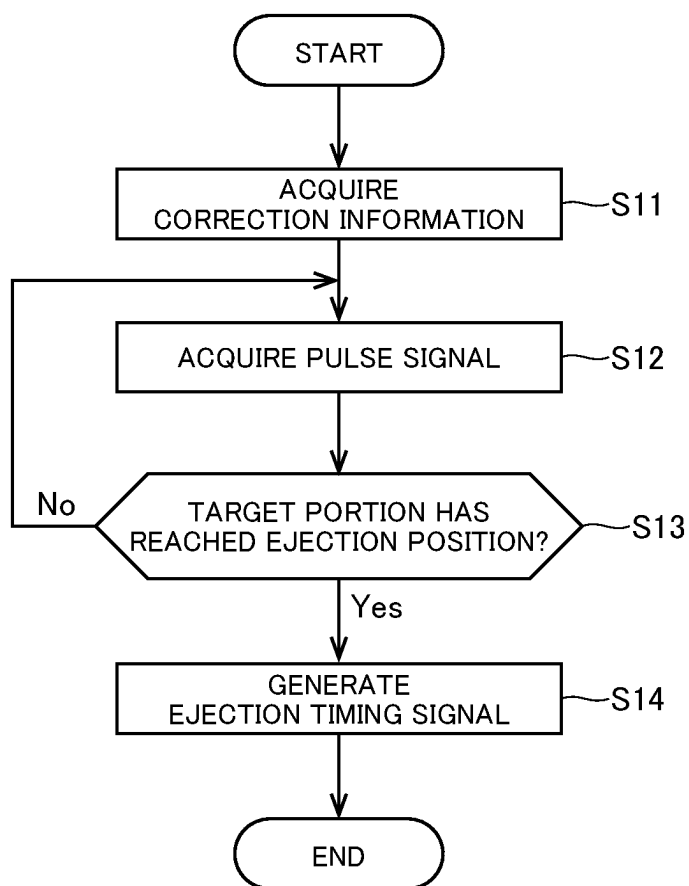 START
ACQUIRE
CORRECTION INFORMATION
S11
ACQUIRE PULSE SIGNAL
S12
No
TARGET PORTION HAS
REACHED EJECTION POSITION?
S13
Yes
GENERATE
EJECTION TIMING SIGNAL
S14
END